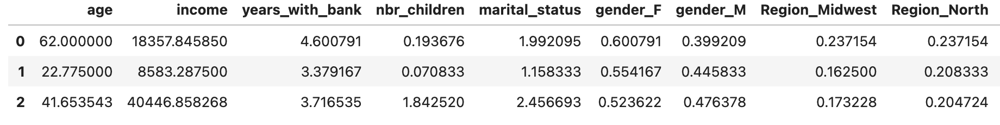 age income years_with_bank nbr_children marital_status gender_F gender_M Region_Midwest Region_North
0 62.000000 18357.845850 4.600791 0.193676 1.992095 0.600791 0.399209 0.237154 0.237154
1 22.775000 8583.287500 3.379167 0.070833 1.158333 0.554167 0.445833 0.162500 0.208333
2 41.653543 40446.858268 3.716535 1.842520 2.456693 0.523622 0.476378 0.173228 0.204724